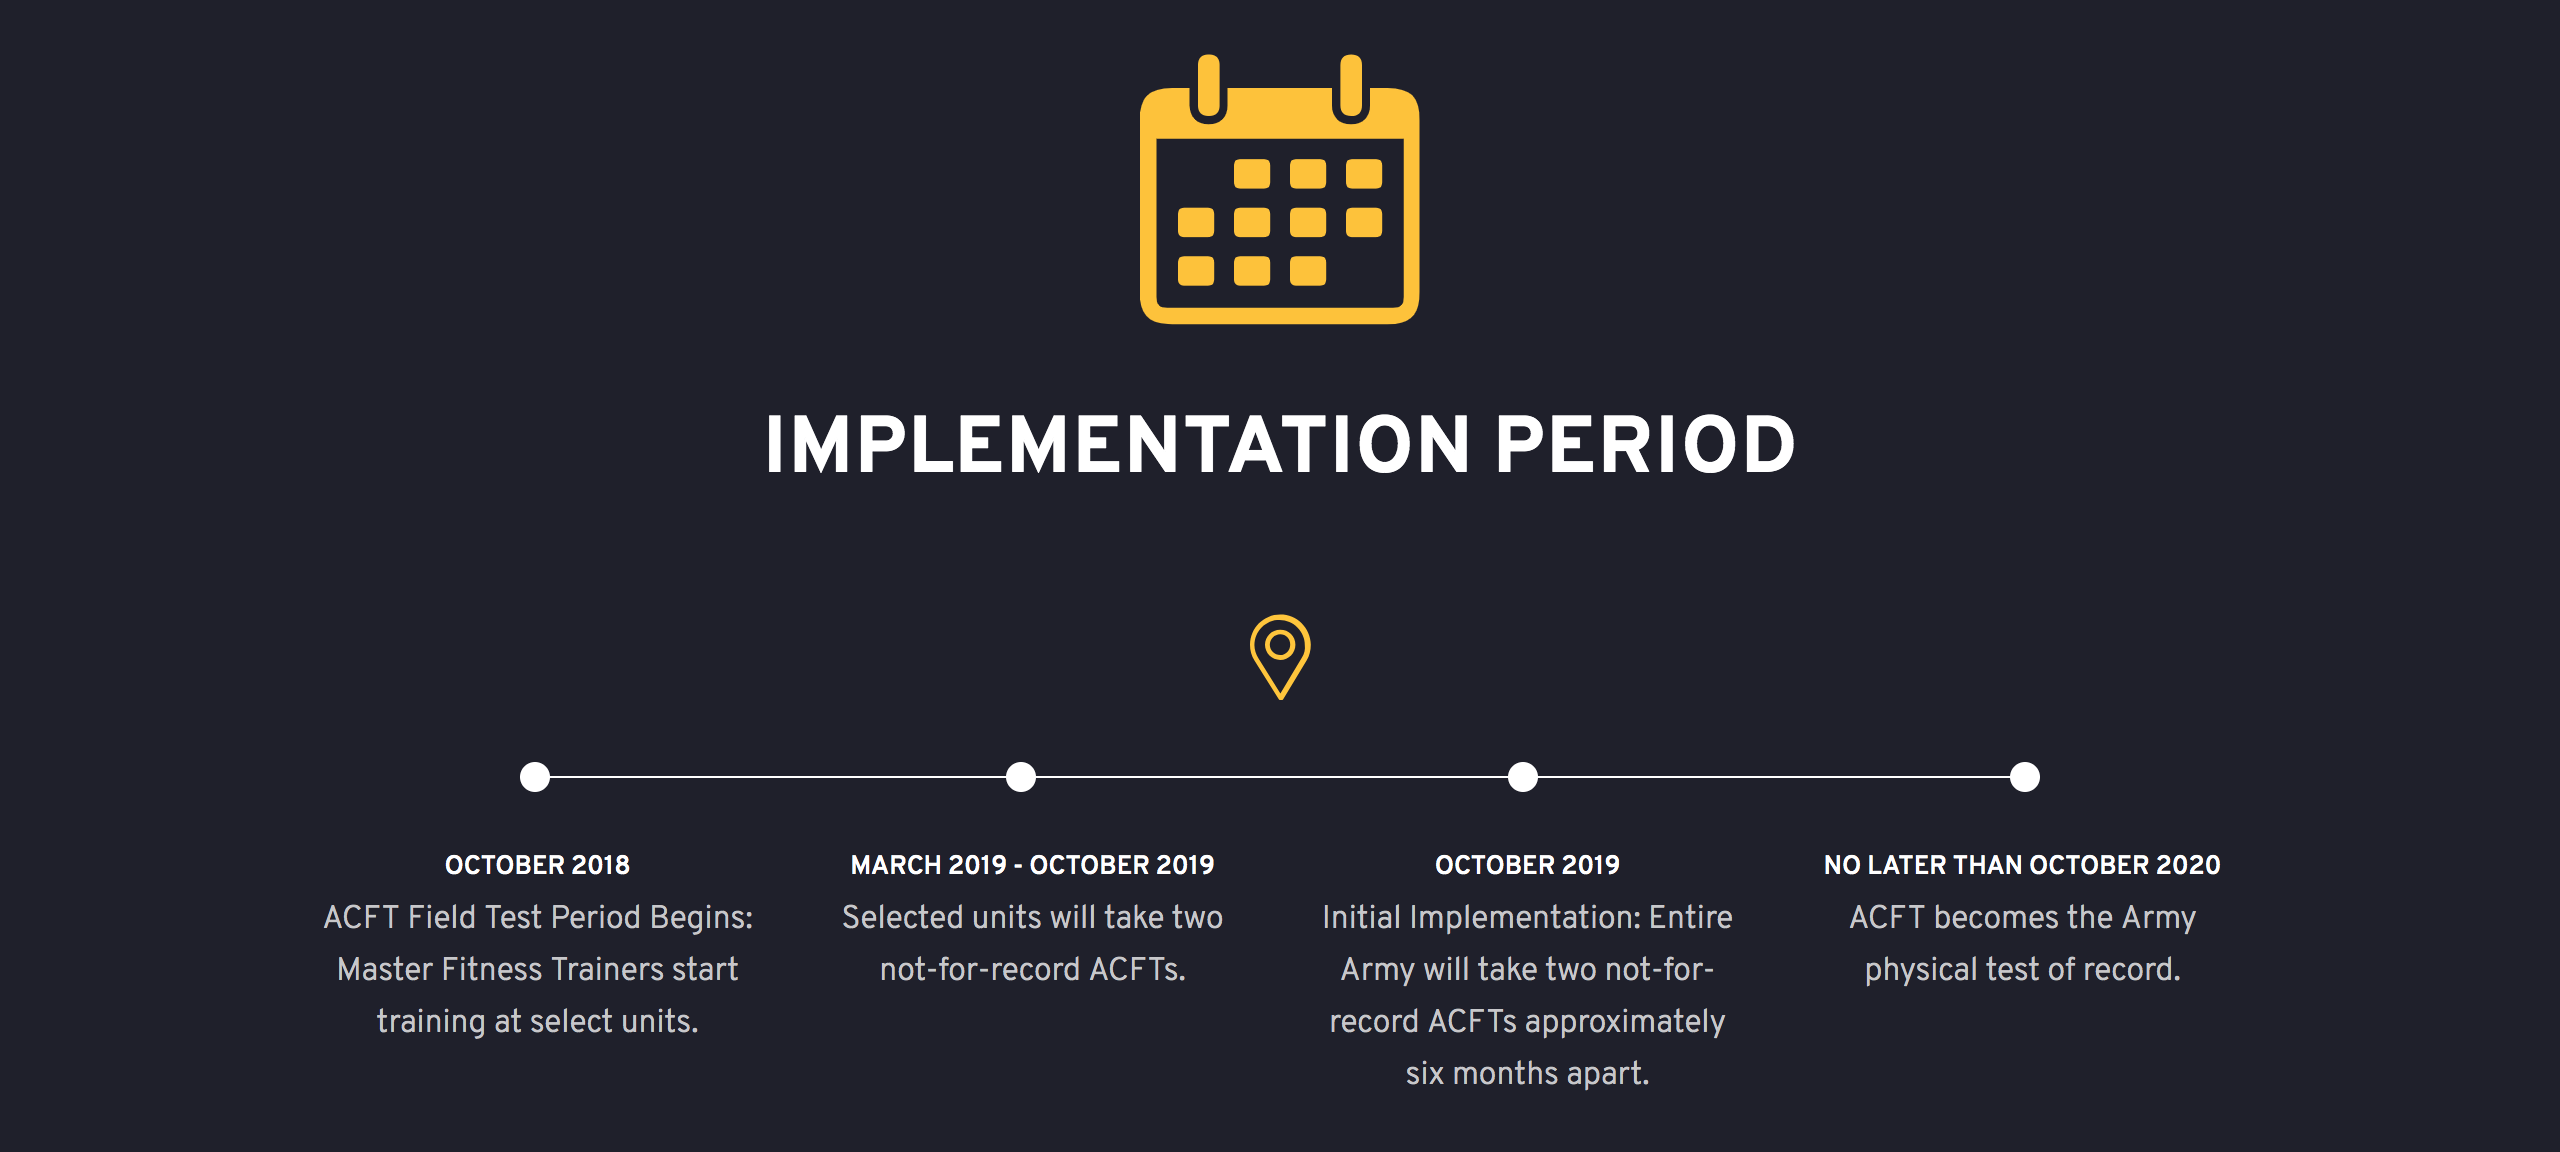 IMPLEMENTATION PERIOD
OCTOBER 2018
ACFT Field Test Period Begins:
Master Fitness Trainers start
training at select units.
MARCH 2019 - OCTOBER 2019
Selected units will take two
not-for-record ACFTs.
OCTOBER 2019
Initial Implementation: Entire
Army will take two not-for-
record ACFTs approximately
six months apart.
NO LATER THAN OCTOBER 2020
ACFT becomes the Army
physical test of record.